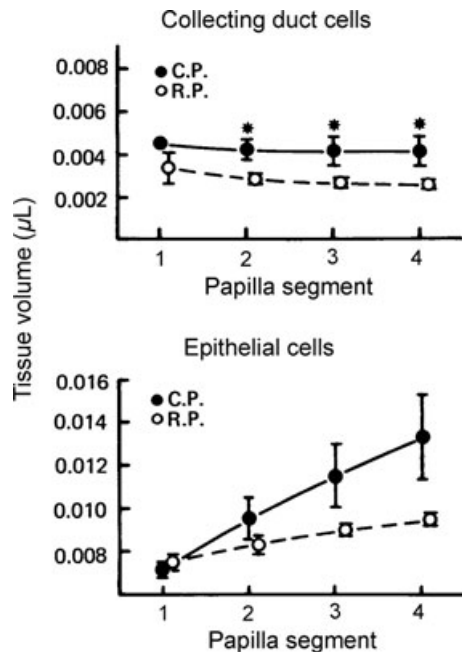 Collecting duct cells
0.008
● C.P.
○ R.P.
0.006
0.004
0.002
1 2 3 4
Papilla segment
Tissue volume (µL)
Epithelial cells
0.016
● C.P.
○ R.P.
0.014
0.012
0.010
0.008
1 2 3 4
Papilla segment